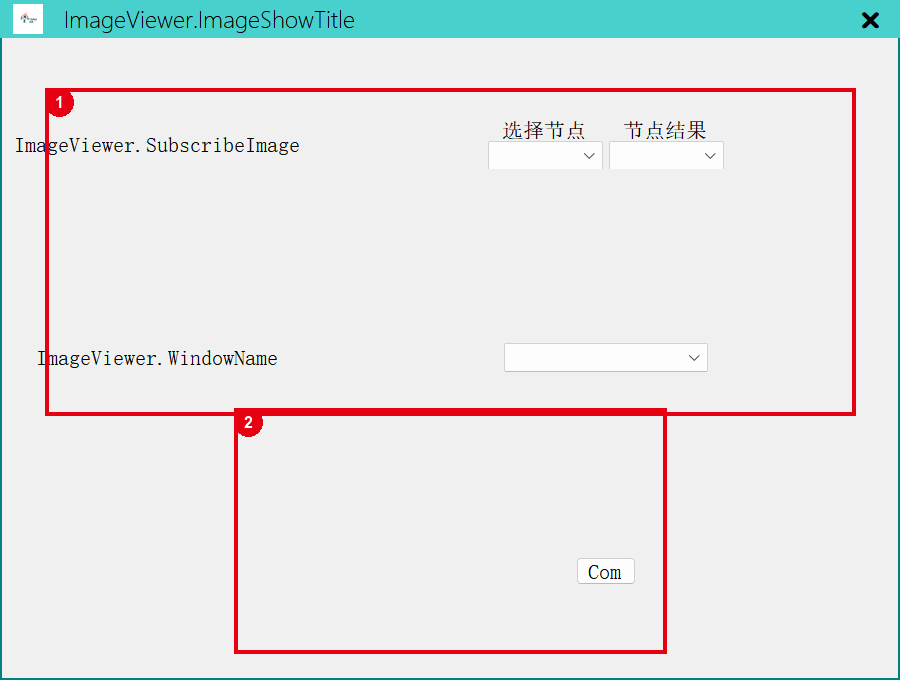 ImageViewer.ImageShowTitle
1
选择节点 节点结果
ImageViewer.SubscribeImage
ImageViewer.WindowName
2
Com